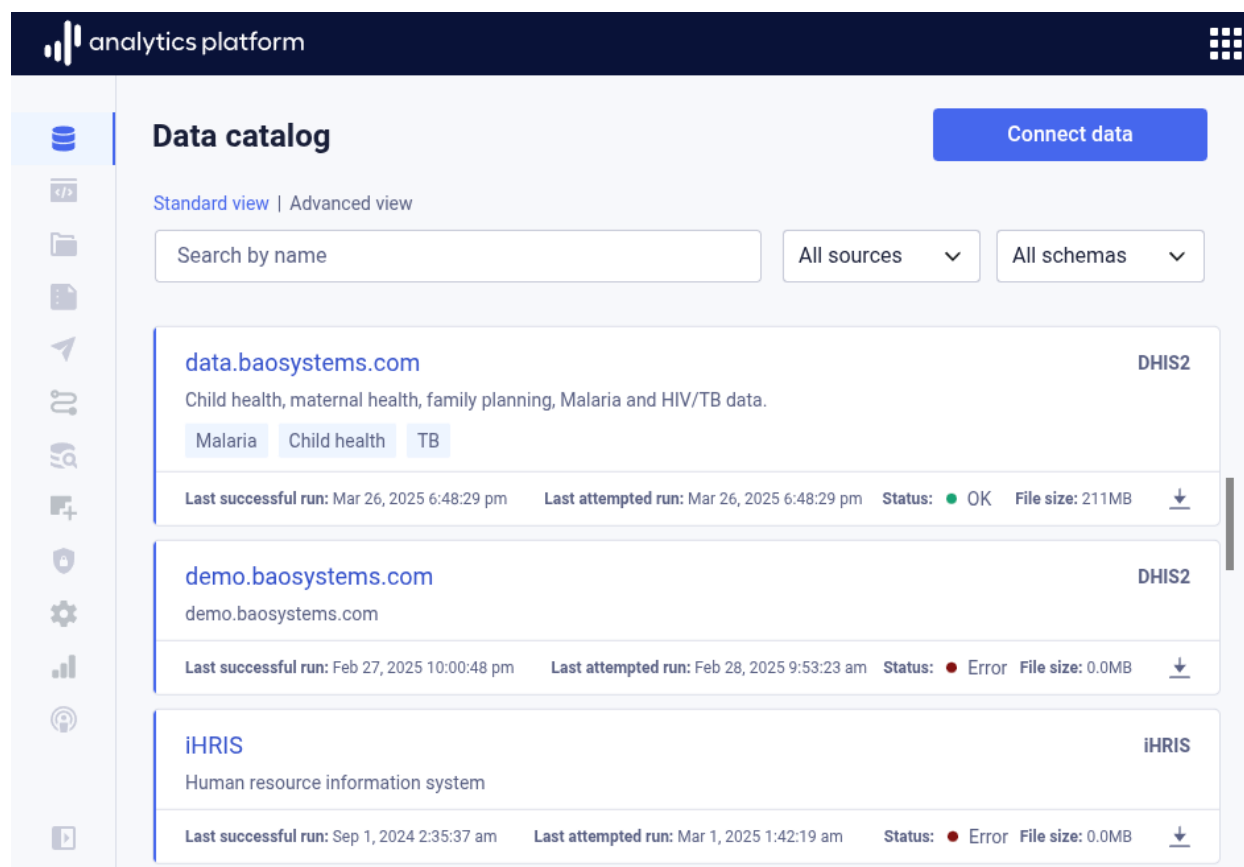 analytics platform
Data catalog
Connect data
Standard view | Advanced view
Search by name
All sources
All schemas
data.baosystems.com
DHIS2
Child health, maternal health, family planning, Malaria and HIV/TB data.
Malaria Child health TB
Last successful run: Mar 26, 2025 6:48:29 pm Last attempted run: Mar 26, 2025 6:48:29 pm Status: OK File size: 211MB
demo.baosystems.com
DHIS2
demo.baosystems.com
Last successful run: Feb 27, 2025 10:00:48 pm Last attempted run: Feb 28, 2025 9:53:23 am Status: Error File size: 0.0MB
iHRIS
iHRIS
Human resource information system
Last successful run: Sep 1, 2024 2:35:37 am Last attempted run: Mar 1, 2025 1:42:19 am Status: Error File size: 0.0MB